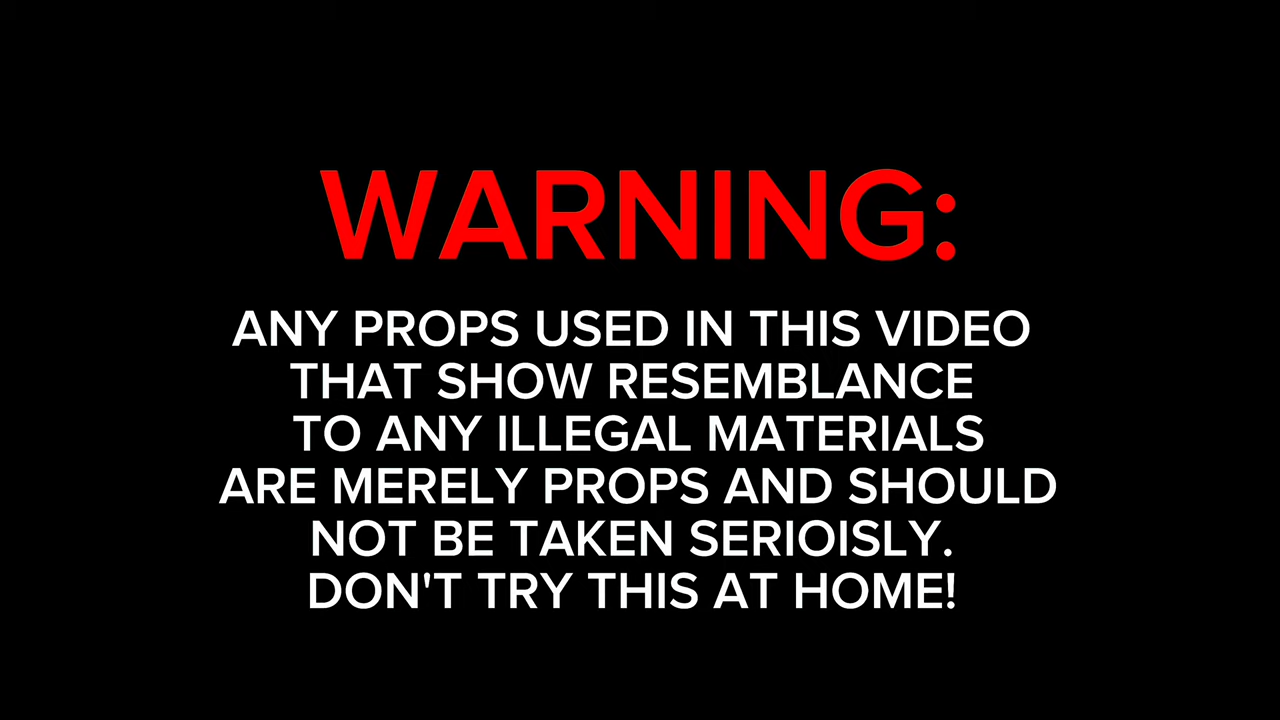 WARNING:
ANY PROPS USED IN THIS VIDEO
THAT SHOW RESEMBLANCE
TO ANY ILLEGAL MATERIALS
ARE MERELY PROPS AND SHOULD
NOT BE TAKEN SERIOISLY.
DON'T TRY THIS AT HOME!